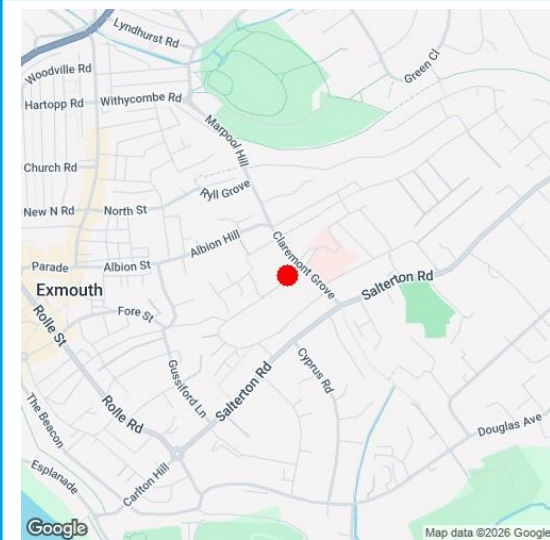 Lyndhurst Rd
Woodville Rd
Green Cl
Hartopp Rd
Withycombe Rd
Marpool Hill
Church Rd
Ryll Grove
New N Rd
North St
Albion Hill
Claremont Grove
Parade
Albion St
Salterton Rd
Exmouth
Fore St
Rolle St
Gussiford Ln
Cyprus Rd
Salterton Rd
The Beacon
Rolle Rd
Douglas Ave
Esplanade
Carlton Hill
Google
Map data ©2026 Google